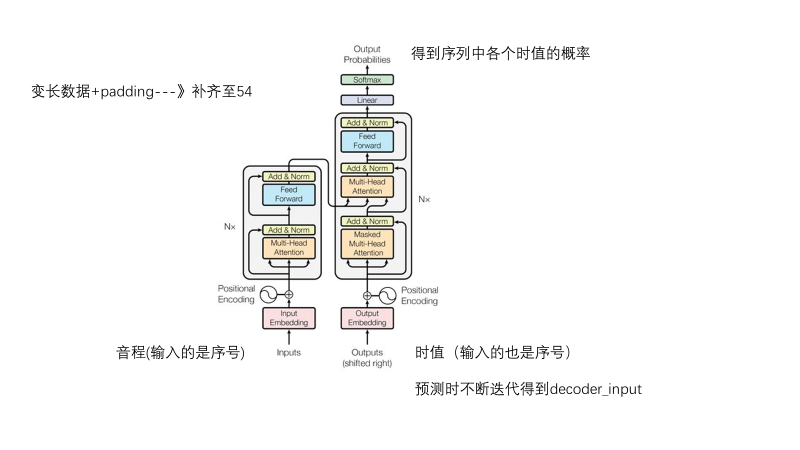 得到序列中各个时值的概率
变长数据+padding---》补齐至54
Output
Probabilities
Softmax
Linear
Add & Norm
Feed
Forward
Add & Norm
Multi-Head
Attention
Add & Norm
Masked
Multi-Head
Attention
N×
Add & Norm
Feed
Forward
Add & Norm
Multi-Head
Attention
N×
Positional
Encoding
Positional
Encoding
Input
Embedding
Output
Embedding
音程(输入的是序号)
Inputs
Outputs
(shifted right)
时值（输入的也是序号）
预测时不断迭代得到decoder_input